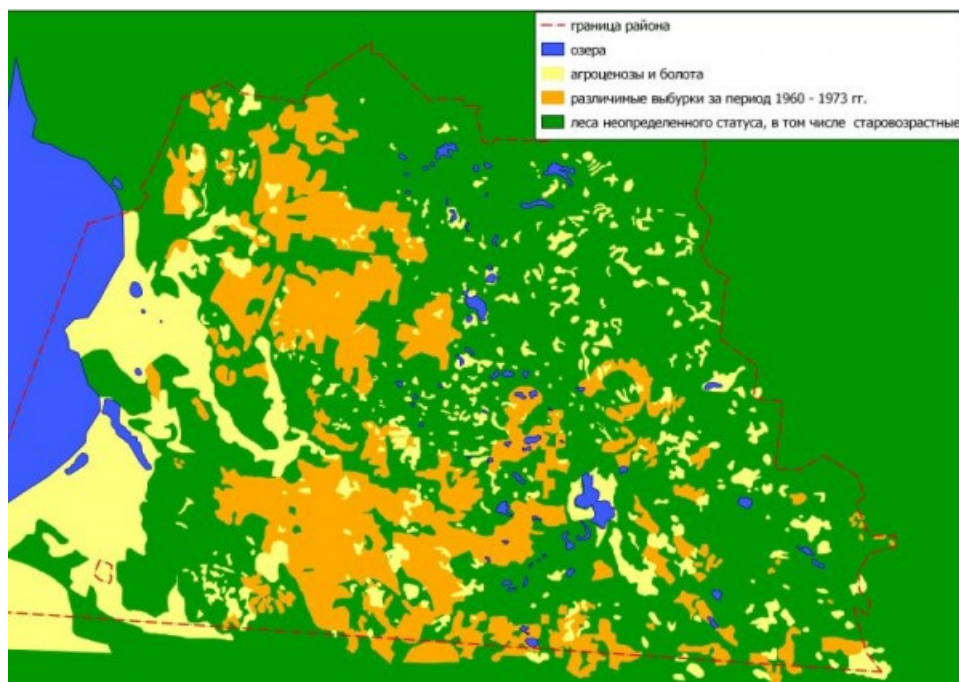 граница района
озера
агроценозы и болота
различимые выбурки за период 1960 - 1973 гг.
леса неопределенного статуса, в том числе старовозрастные